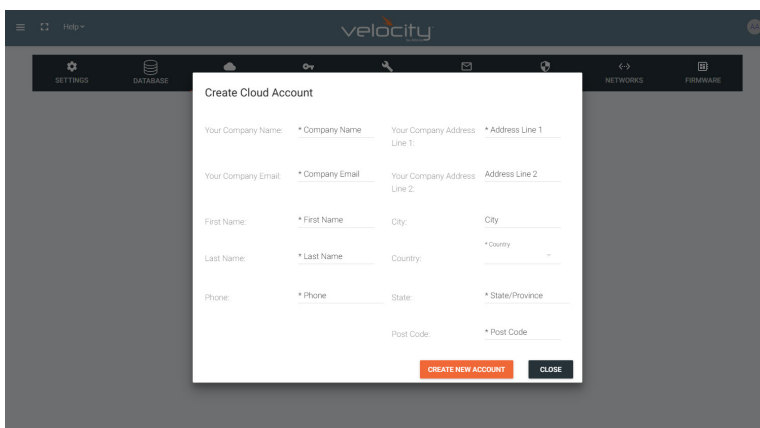 Help
velocity
SETTINGS
DATABASE
NETWORKS
FIRMWARE
Create Cloud Account
Your Company Name: * Company Name Your Company Address * Address Line 1
Line 1:
Your Company Email: * Company Email Your Company Address Address Line 2
Line 2:
First Name: * First Name City: City
* Country
Last Name: * Last Name Country:
Phone: * Phone State: * State/Province
Post Code: * Post Code
CREATE NEW ACCOUNT CLOSE